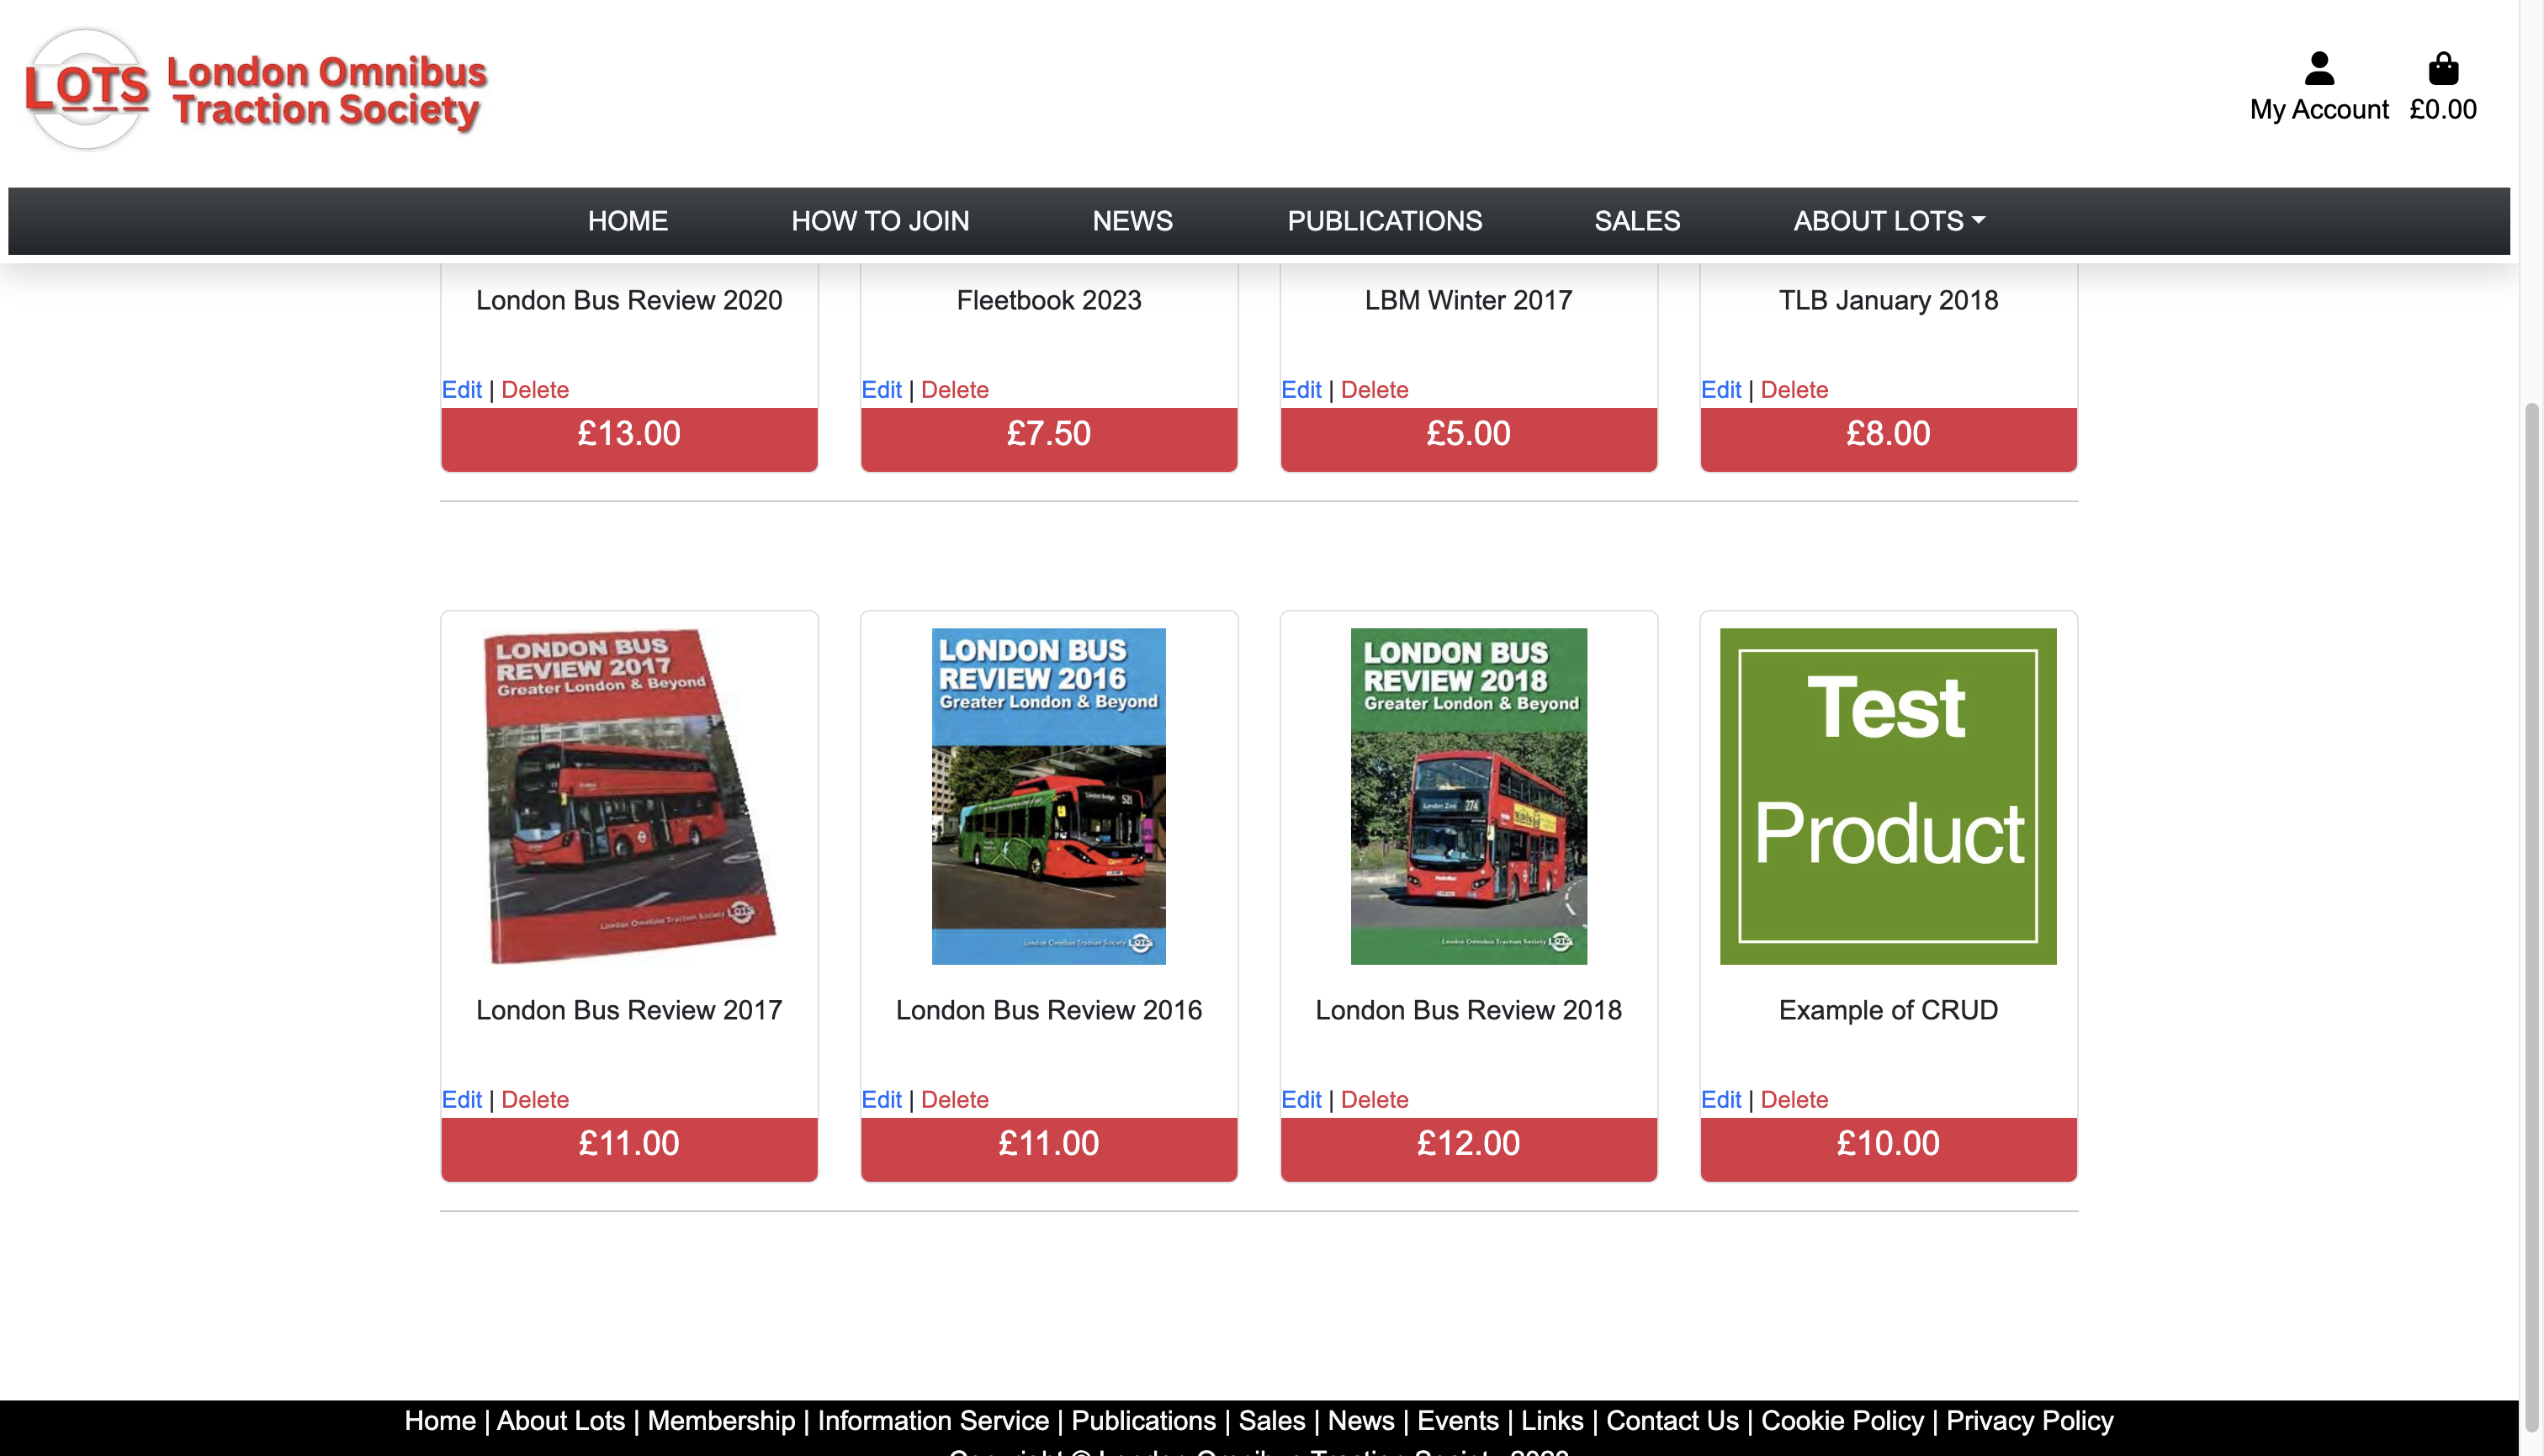 LOTS London Omnibus
Traction Society
My Account £0.00
HOME HOW TO JOIN NEWS PUBLICATIONS SALES ABOUT LOTS
London Bus Review 2020 Fleetbook 2023 LBM Winter 2017 TLB January 2018
Edit | Delete Edit | Delete Edit | Delete Edit | Delete
£13.00 £7.50 £5.00 £8.00
LONDON BUS
REVIEW 2017
Greater London & Beyond
London Omnibus Traction Society LOTS
LONDON BUS
REVIEW 2016
Greater London & Beyond
London Bridge 521
London Omnibus Traction Society LOTS
LONDON BUS
REVIEW 2018
Greater London & Beyond
London Zoo 274
London Omnibus Traction Society LOTS
Test
Product
London Bus Review 2017 London Bus Review 2016 London Bus Review 2018 Example of CRUD
Edit | Delete Edit | Delete Edit | Delete Edit | Delete
£11.00 £11.00 £12.00 £10.00
Home | About Lots | Membership | Information Service | Publications | Sales | News | Events | Links | Contact Us | Cookie Policy | Privacy Policy